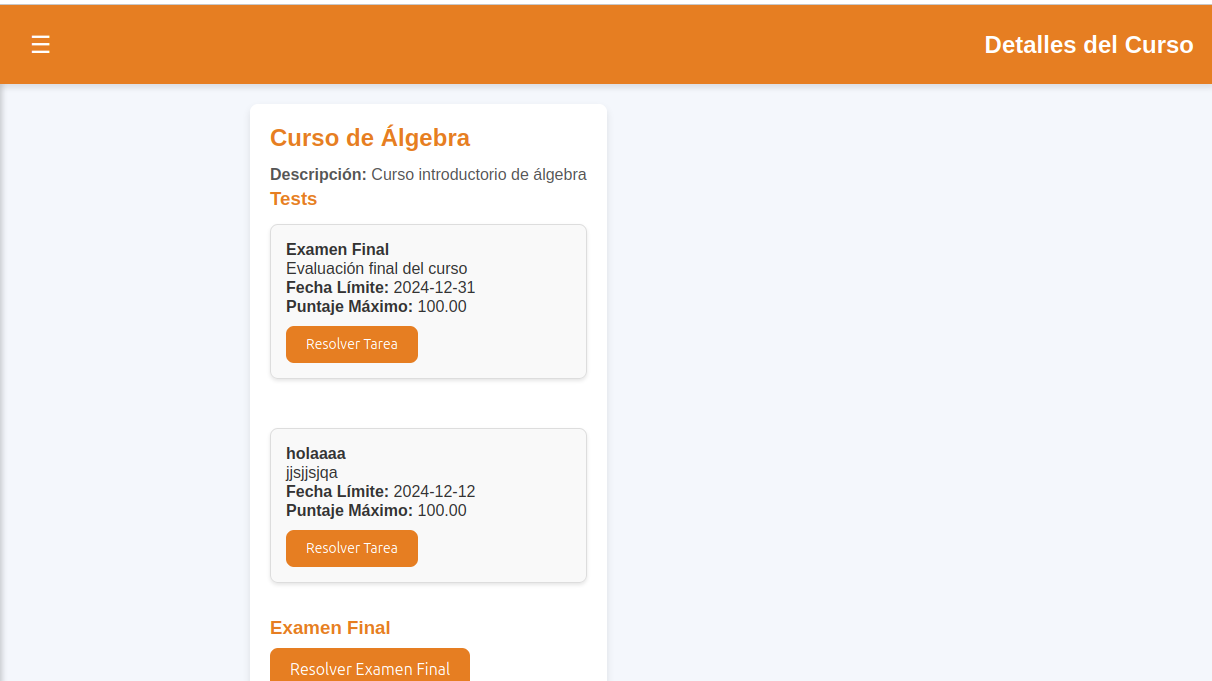 ☰
Detalles del Curso
Curso de Álgebra
Descripción: Curso introductorio de álgebra
Tests
Examen Final
Evaluación final del curso
Fecha Límite: 2024-12-31
Puntaje Máximo: 100.00
Resolver Tarea
holaaaa
jjsjjsjqa
Fecha Límite: 2024-12-12
Puntaje Máximo: 100.00
Resolver Tarea
Examen Final
Resolver Examen Final